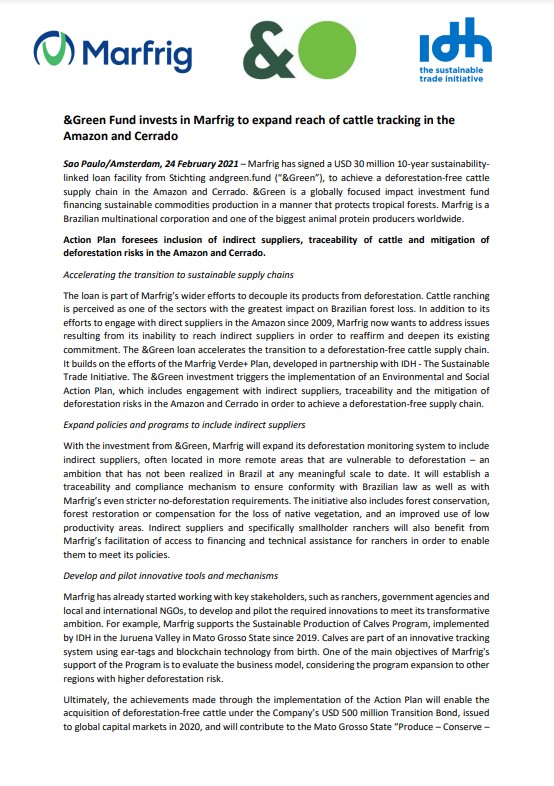 Marfrig
&
idh
the sustainable
trade initiative
&Green Fund invests in Marfrig to expand reach of cattle tracking in the
Amazon and Cerrado
Sao Paulo/Amsterdam, 24 February 2021 – Marfrig has signed a USD 30 million 10-year sustainability-
linked loan facility from Stichting andgreen.fund (“&Green”), to achieve a deforestation-free cattle
supply chain in the Amazon and Cerrado. &Green is a globally focused impact investment fund
financing sustainable commodities production in a manner that protects tropical forests. Marfrig is a
Brazilian multinational corporation and one of the biggest animal protein producers worldwide.
Action Plan foresees inclusion of indirect suppliers, traceability of cattle and mitigation of
deforestation risks in the Amazon and Cerrado.
Accelerating the transition to sustainable supply chains
The loan is part of Marfrig’s wider efforts to decouple its products from deforestation. Cattle ranching
is perceived as one of the sectors with the greatest impact on Brazilian forest loss. In addition to its
efforts to engage with direct suppliers in the Amazon since 2009, Marfrig now wants to address issues
resulting from its inability to reach indirect suppliers in order to reaffirm and deepen its existing
commitment. The &Green loan accelerates the transition to a deforestation-free cattle supply chain.
It builds on the efforts of the Marfrig Verde+ Plan, developed in partnership with IDH - The Sustainable
Trade Initiative. The &Green investment triggers the implementation of an Environmental and Social
Action Plan, which includes engagement with indirect suppliers, traceability and the mitigation of
deforestation risks in the Amazon and Cerrado in order to achieve a deforestation-free supply chain.
Expand policies and programs to include indirect suppliers
With the investment from &Green, Marfrig will expand its deforestation monitoring system to include
indirect suppliers, often located in more remote areas that are vulnerable to deforestation – an
ambition that has not been realized in Brazil at any meaningful scale to date. It will establish a
traceability and compliance mechanism to ensure conformity with Brazilian law as well as with
Marfrig’s even stricter no-deforestation requirements. The initiative also includes forest conservation,
forest restoration or compensation for the loss of native vegetation, and an improved use of low
productivity areas. Indirect suppliers and specifically smallholder ranchers will also benefit from
Marfrig’s facilitation of access to financing and technical assistance for ranchers in order to enable
them to meet its policies.
Develop and pilot innovative tools and mechanisms
Marfrig has already started working with key stakeholders, such as ranchers, government agencies and
local and international NGOs, to develop and pilot the required innovations to meet its transformative
ambition. For example, Marfrig supports the Sustainable Production of Calves Program, implemented
by IDH in the Juruena Valley in Mato Grosso State since 2019. Calves are part of an innovative tracking
system using ear-tags and blockchain technology from birth. One of the main objectives of Marfrig’s
support of the Program is to evaluate the business model, considering the program expansion to other
regions with higher deforestation risk.
Ultimately, the achievements made through the implementation of the Action Plan will enable the
acquisition of deforestation-free cattle under the Company’s USD 500 million Transition Bond, issued
to global capital markets in 2020, and will contribute to the Mato Grosso State “Produce – Conserve –